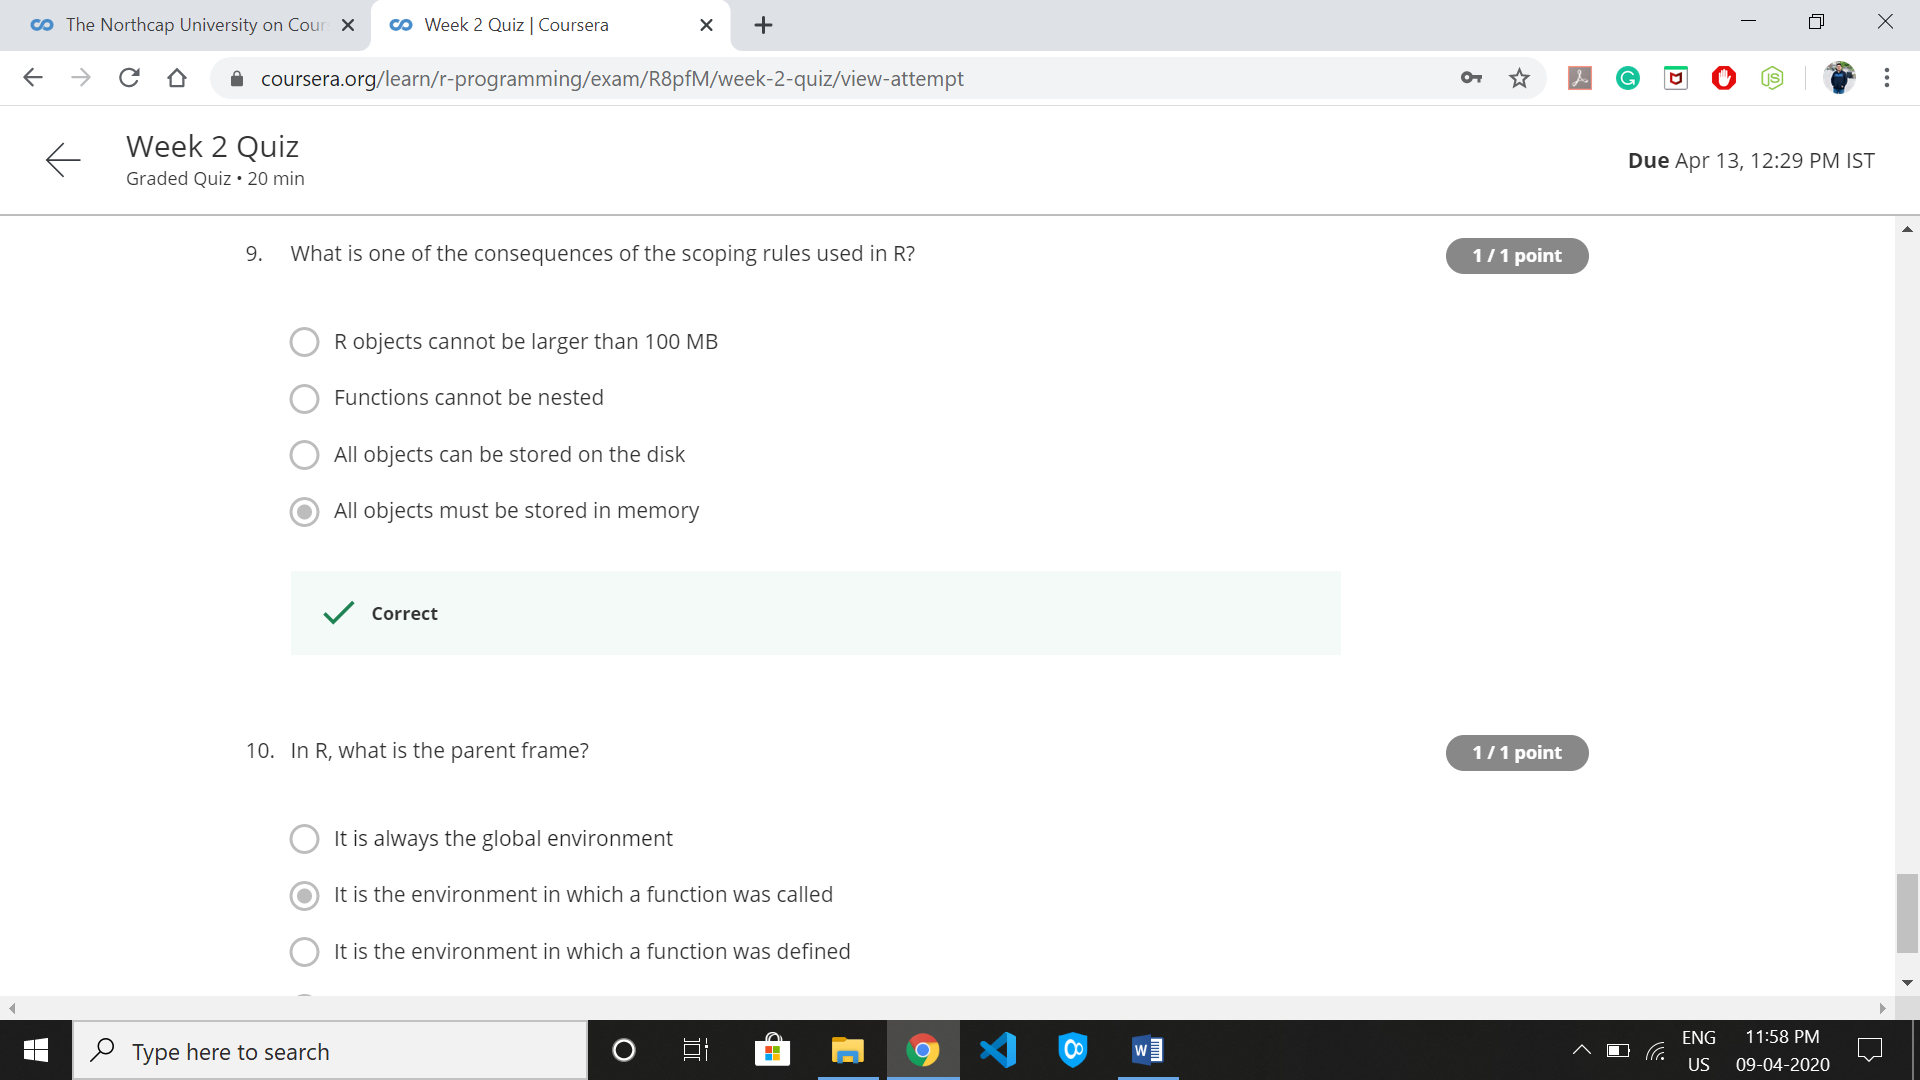 The Northcap University on Cour
Week 2 Quiz | Coursera
coursera.org/learn/r-programming/exam/R8pfM/week-2-quiz/view-attempt
Week 2 Quiz
Graded Quiz • 20 min
Due Apr 13, 12:29 PM IST
9. What is one of the consequences of the scoping rules used in R?
1 / 1 point
R objects cannot be larger than 100 MB
Functions cannot be nested
All objects can be stored on the disk
All objects must be stored in memory
Correct
10. In R, what is the parent frame?
1 / 1 point
It is always the global environment
It is the environment in which a function was called
It is the environment in which a function was defined
Type here to search
ENG
US
11:58 PM
09-04-2020